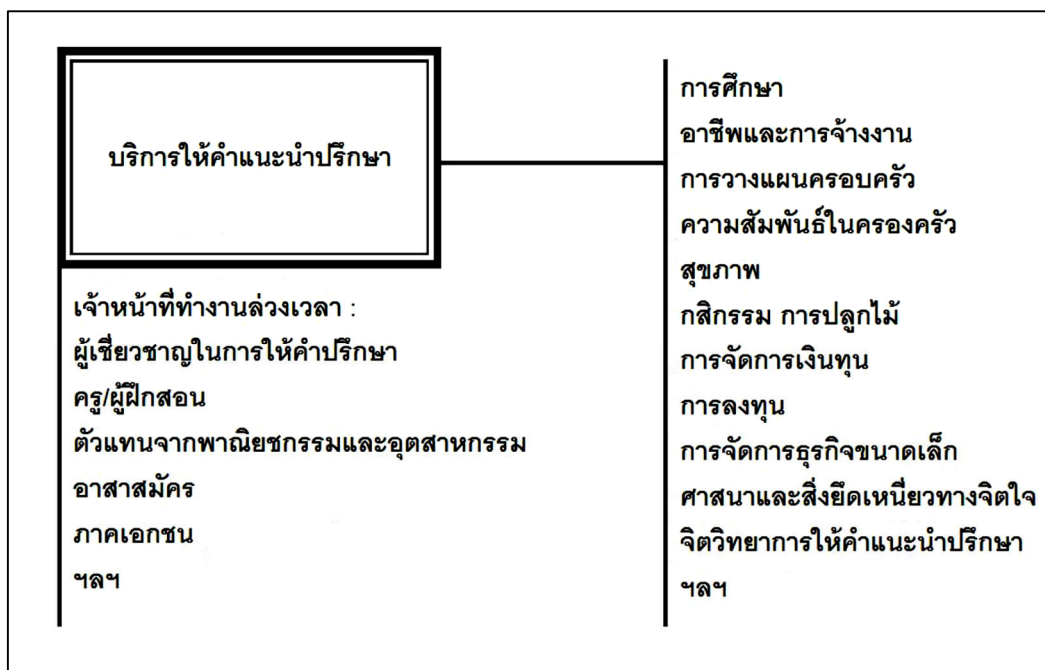 บริการให้คำแนะนำปรึกษา
เจ้าหน้าที่ทำงานล่วงเวลา :
ผู้เชี่ยวชาญในการให้คำปรึกษา
ครู/ผู้ฝึกสอน
ตัวแทนจากพาณิยชกรรมและอุตสาหกรรม
อาสาสมัคร
ภาคเอกชน
ฯลฯ
การศึกษา
อาชีพและการจ้างงาน
การวางแผนครอบครัว
ความสัมพันธ์ในครองครัว
สุขภาพ
กสิกรรม การปลูกไม้
การจัดการเงินทุน
การลงทุน
การจัดการธุรกิจขนาดเล็ก
ศาสนาและสิ่งยึดเหนี่ยวทางจิตใจ
จิตวิทยาการให้คำแนะนำปรึกษา
ฯลฯ